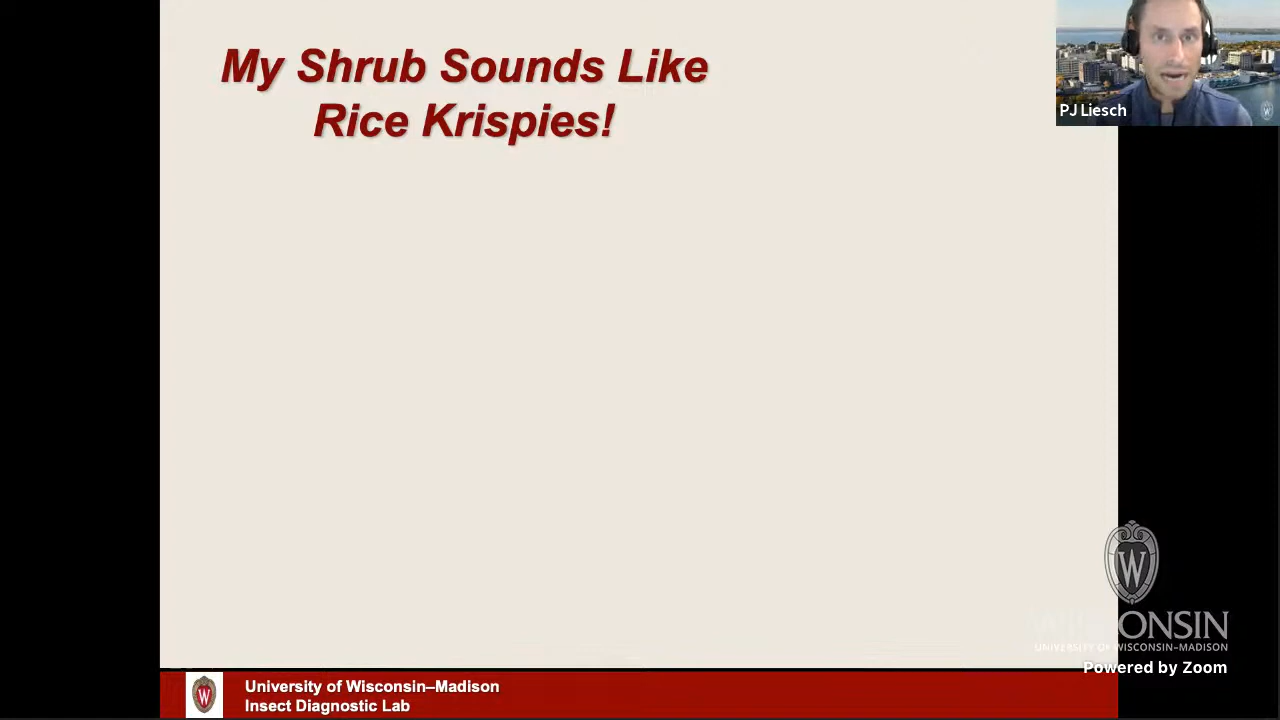 My Shrub Sounds Like
Rice Krispies!
PJ Liesch
W
WISCONSIN
UNIVERSITY OF WISCONSIN–MADISON
Powered by Zoom
W
University of Wisconsin–Madison
Insect Diagnostic Lab